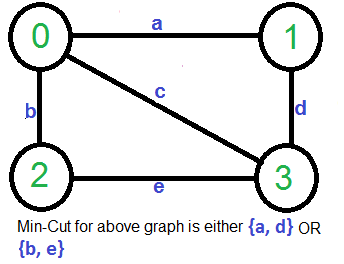 a
0
1
c
b
d
2
3
e
Min-Cut for above graph is either {a, d} OR
{b, e}